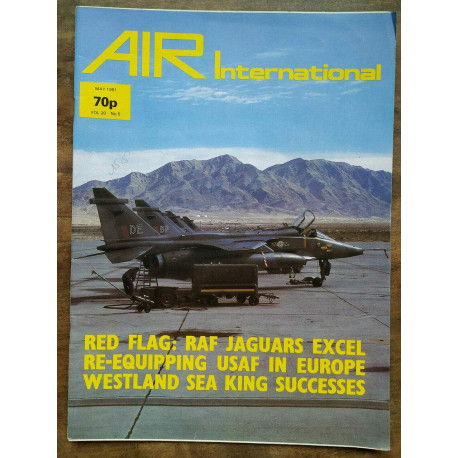 AIR International
MAY 1981
70p
VOL 20 No 5
DE
RED FLAG: RAF JAGUARS EXCEL
RE-EQUIPPING USAF IN EUROPE
WESTLAND SEA KING SUCCESSES